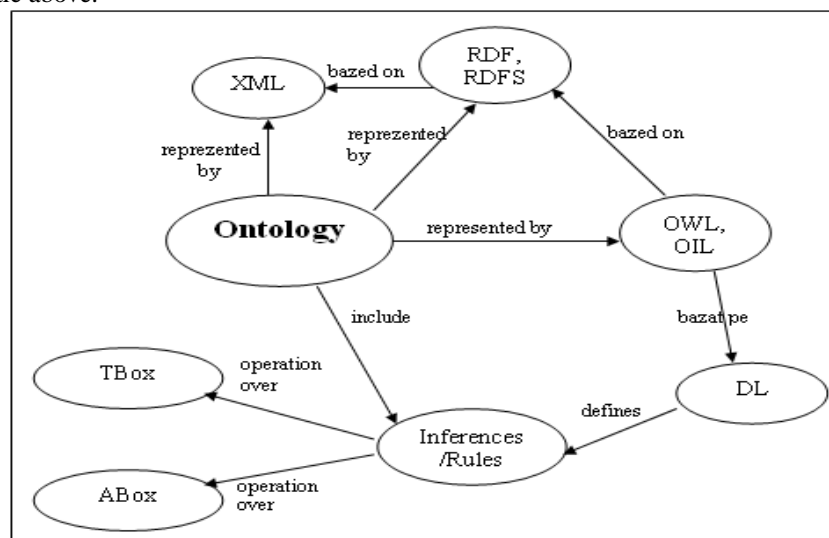 the above.
RDF,
RDFS
bazed on
XML
reprezented
by
reprezented
by
bazed on
Ontology
represented by
OWL,
OIL
include
bazat pe
operation
over
TBox
DL
defines
Inferences
/Rules
operation
over
ABox